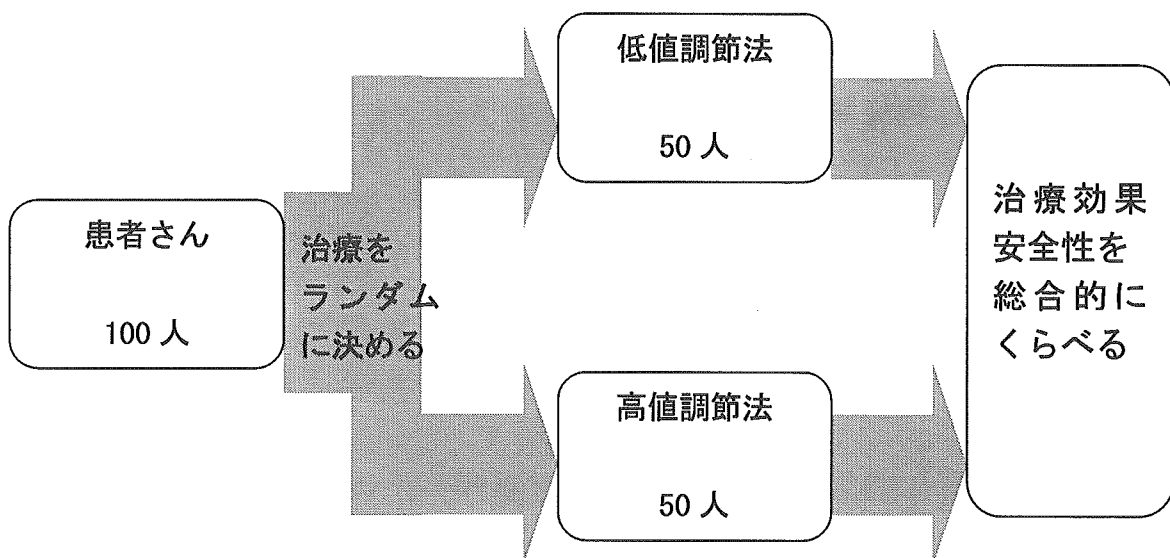 患者さん
100 人
治療を
ランダム
に決める
低値調節法
50 人
高値調節法
50 人
治療効果
安全性を
総合的に
くらべる